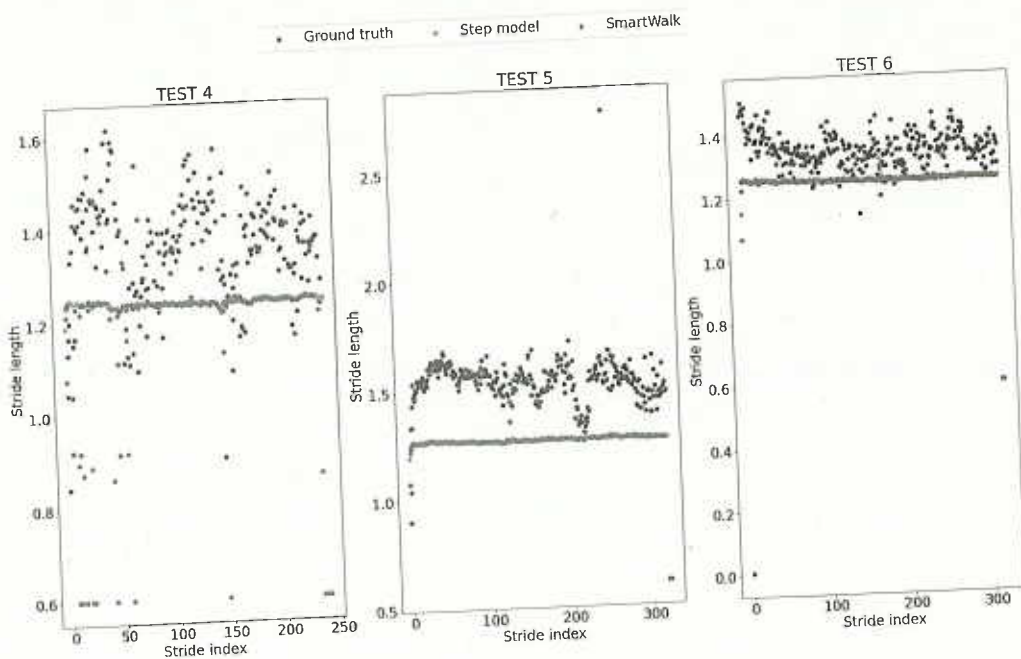 Ground truth Step model SmartWalk
TEST 4
TEST 5
TEST 6
Stride length
1.6
1.4
1.2
1.0
0.8
0.6
0 50 100 150 200 250
Stride index
Stride length
2.5
2.0
1.5
1.0
0.5
0 100 200 300
Stride index
Stride length
1.4
1.2
1.0
0.8
0.6
0.4
0.2
0.0
0 100 200 300
Stride index